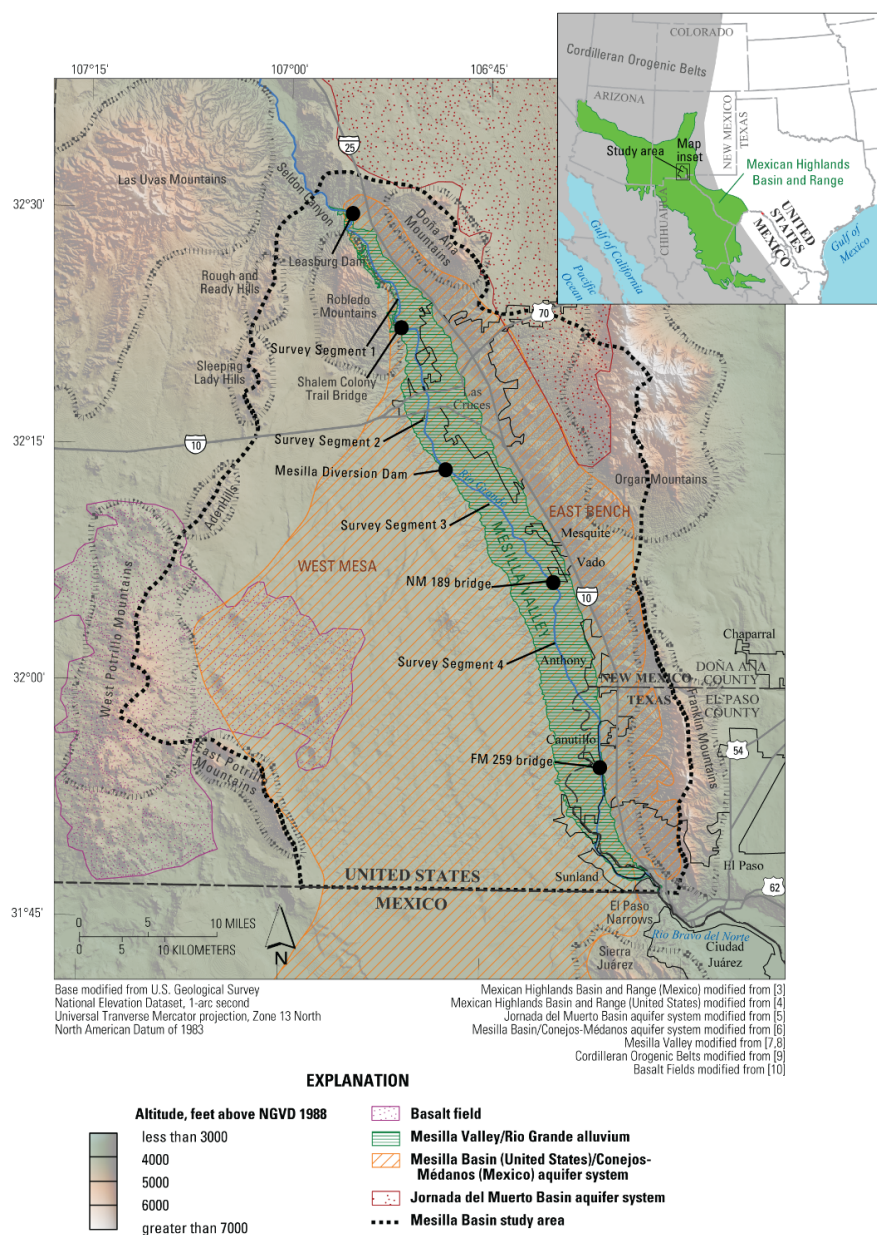 107°15'
107°00'
106°45'
COLORADO
Cordilleran Orogenic Belts
ARIZONA
NEW MEXICO
TEXAS
Study area
Map
inset
Mexican Highlands
Basin and Range
CHIHUAHUA
UNITED
STATES
MEXICO
Gulf of California
Pacific
Ocean
Gulf of
Mexico
25
Las Uvas Mountains
Seldon Canyon
32°30'
Doña Ana
Mountains
Leasburg Dam
Rough and
Ready Hills
Robledo
Mountains
70
Survey Segment 1
Sleeping
Lady Hills
Shalem Colony
Trail Bridge
Las
Cruces
32°15'
10
Survey Segment 2
Mesilla Diversion Dam
Rio Grande
Organ Mountains
Aden Hills
Survey Segment 3
EAST BENCH
Mesquite
MESILLA VALLEY
Vado
WEST MESA
NM 189 bridge
10
West Potrillo Mountains
Survey Segment 4
Anthony
Chaparral
32°00'
NEW MEXICO
TEXAS
DOÑA ANA
COUNTY
EL PASO
COUNTY
Franklin Mountains
East Potrillo
Mountains
Canutillo
54
FM 259 bridge
Sunland
El Paso
62
UNITED STATES
MEXICO
31°45'
El Paso
Narrows
Rio Bravo del Norte
Sierra
Juárez
Ciudad
Juárez
0 5 10 MILES
0 5 10 KILOMETERS
N
Base modified from U.S. Geological Survey
National Elevation Dataset, 1-arc second
Universal Tranverse Mercator projection, Zone 13 North
North American Datum of 1983
Mexican Highlands Basin and Range (Mexico) modified from [3]
Mexican Highlands Basin and Range (United States) modified from [4]
Jornada del Muerto Basin aquifer system modified from [5]
Mesilla Basin/Conejos-Médanos aquifer system modified from [6]
Mesilla Valley modified from [7,8]
Cordilleran Orogenic Belts modified from [9]
Basalt Fields modified from [10]
EXPLANATION
Altitude, feet above NGVD 1988
less than 3000
4000
5000
6000
greater than 7000
Basalt field
Mesilla Valley/Rio Grande alluvium
Mesilla Basin (United States)/Conejos-
Médanos (Mexico) aquifer system
Jornada del Muerto Basin aquifer system
Mesilla Basin study area